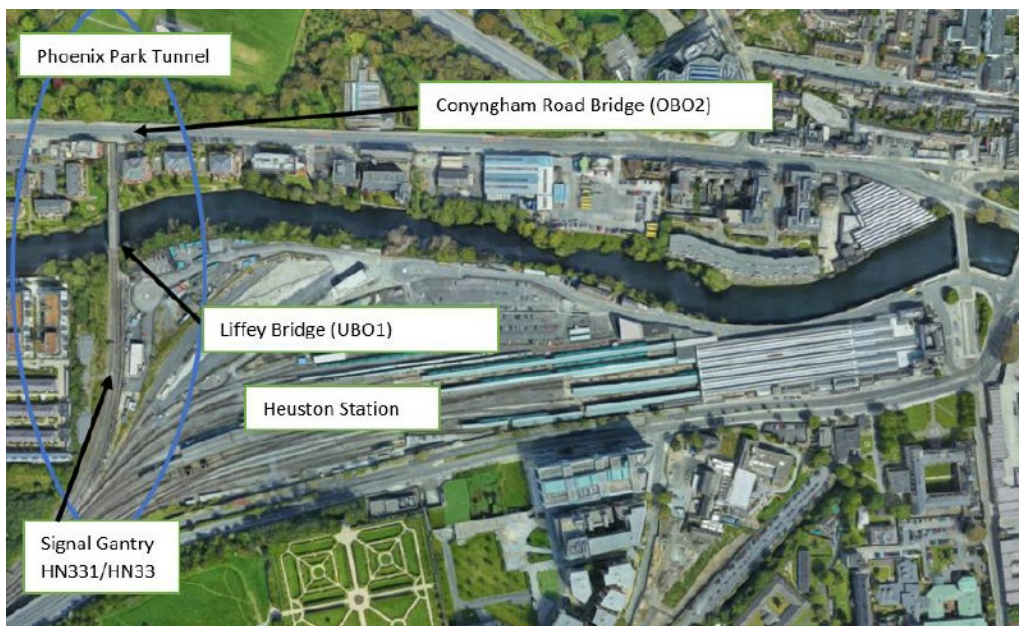 Phoenix Park Tunnel
Conyngham Road Bridge (OBO2)
Liffey Bridge (UBO1)
Heuston Station
Signal Gantry
HN331/HN33